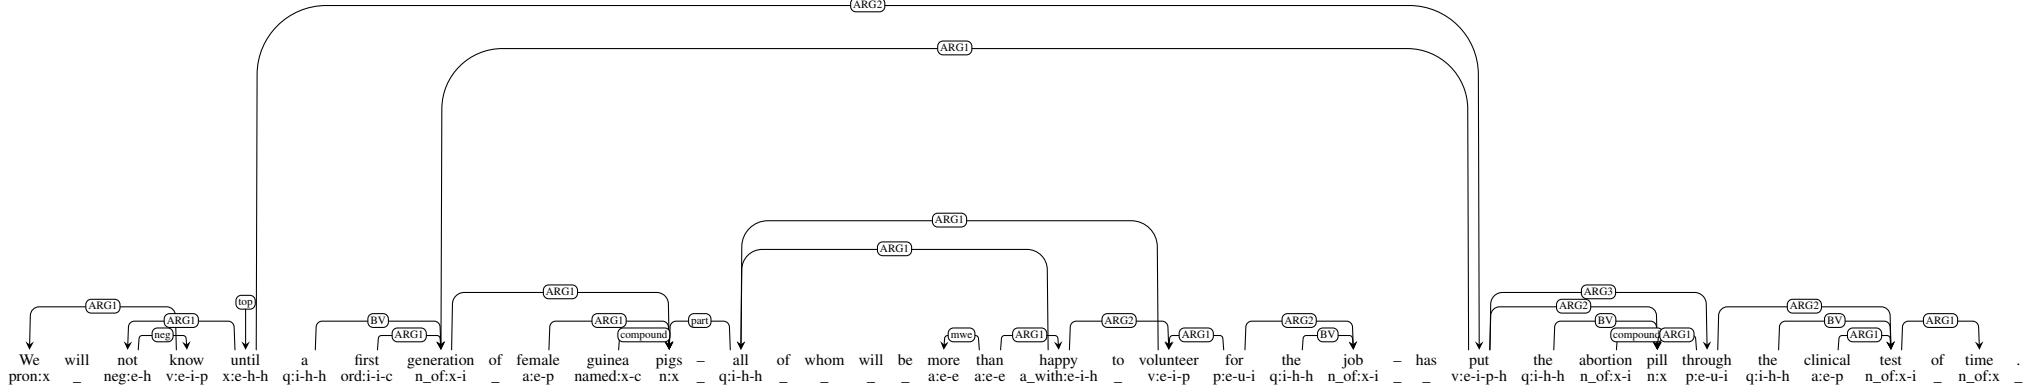 ARG2
ARG1
ARG1
ARG1
top ARG1 ARG3
ARG1 ARG2 ARG2
ARG1 BV ARG1 part ARG2 ARG2 BV BV ARG1
neg ARG1 compound mwe ARG1 ARG1 BV compound ARG1 ARG1
We will not know until a first generation of female guinea pigs – all of whom will be more than happy to volunteer for the job – has put the abortion pill through the clinical test of time .
pron:x _ neg:e-h v:e-i-p x:e-h-h q:i-h-h ord:i-i-c n_of:x-i _ a:e-p named:x-c n:x _ q:i-h-h _ _ _ _ a:e-e a:e-e a_with:e-i-h _ v:e-i-p p:e-u-i q:i-h-h n_of:x-i _ _ v:e-i-p-h q:i-h-h n_of:x-i n:x p:e-u-i q:i-h-h a:e-p n_of:x-i _ n_of:x _